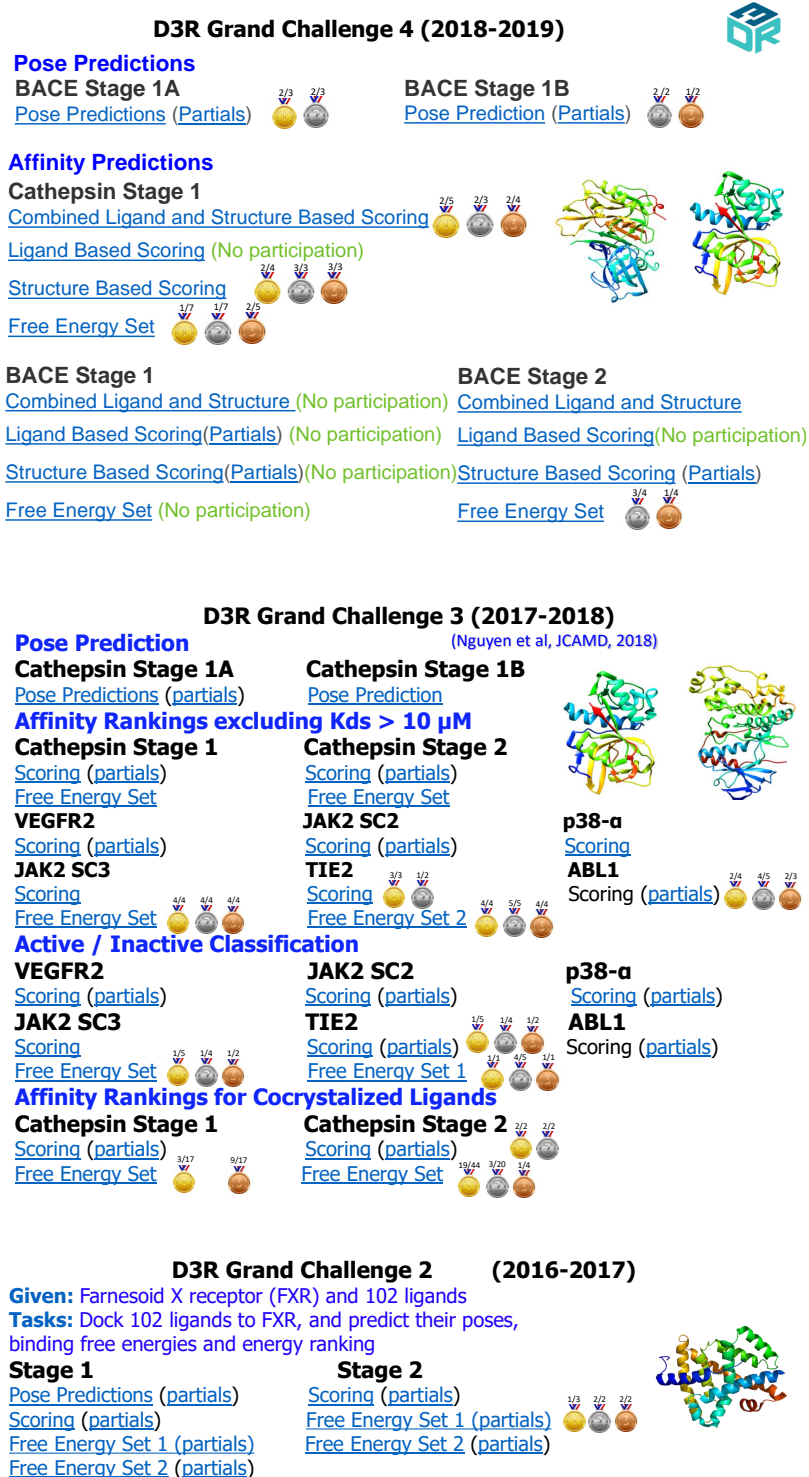 D3R Grand Challenge 4 (2018-2019)
3DR
Pose Predictions
BACE Stage 1A
2/3 2/3
Pose Predictions (Partials)
BACE Stage 1B
2/2 1/2
Pose Prediction (Partials)
Affinity Predictions
Cathepsin Stage 1
2/5 2/3 2/4
Combined Ligand and Structure Based Scoring
Ligand Based Scoring (No participation)
2/4 3/3 3/3
Structure Based Scoring
1/7 1/7 2/5
Free Energy Set
BACE Stage 1
Combined Ligand and Structure (No participation)
Ligand Based Scoring(Partials) (No participation)
Structure Based Scoring(Partials)(No participation)
Free Energy Set (No participation)
BACE Stage 2
Combined Ligand and Structure
Ligand Based Scoring(No participation)
Structure Based Scoring (Partials)
3/4 1/4
Free Energy Set
D3R Grand Challenge 3 (2017-2018)
Pose Prediction (Nguyen et al, JCAMD, 2018)
Cathepsin Stage 1A Cathepsin Stage 1B
Pose Predictions (partials) Pose Prediction
Affinity Rankings excluding Kds > 10 µM
Cathepsin Stage 1 Cathepsin Stage 2
Scoring (partials) Scoring (partials)
Free Energy Set Free Energy Set
VEGFR2 JAK2 SC2 p38-α
Scoring (partials) Scoring (partials) Scoring
JAK2 SC3 TIE2 ABL1
3/3 1/2 2/4 4/5 2/3
Scoring Scoring Scoring (partials)
4/4 4/4 4/4 4/4 5/5 4/4
Free Energy Set Free Energy Set 2
Active / Inactive Classification
VEGFR2 JAK2 SC2 p38-α
Scoring (partials) Scoring (partials) Scoring (partials)
JAK2 SC3 TIE2 ABL1
1/5 1/4 1/2
Scoring Scoring (partials) Scoring (partials)
1/5 1/4 1/2 1/1 4/5 1/1
Free Energy Set Free Energy Set 1
Affinity Rankings for Cocrystalized Ligands
Cathepsin Stage 1 Cathepsin Stage 2
2/2 2/2
Scoring (partials) Scoring (partials)
3/17 9/17 19/44 3/20 1/4
Free Energy Set Free Energy Set
D3R Grand Challenge 2 (2016-2017)
Given: Farnesoid X receptor (FXR) and 102 ligands
Tasks: Dock 102 ligands to FXR, and predict their poses,
binding free energies and energy ranking
Stage 1 Stage 2
Pose Predictions (partials) Scoring (partials)
1/3 2/2 2/2
Scoring (partials) Free Energy Set 1 (partials)
Free Energy Set 1 (partials) Free Energy Set 2 (partials)
Free Energy Set 2 (partials)